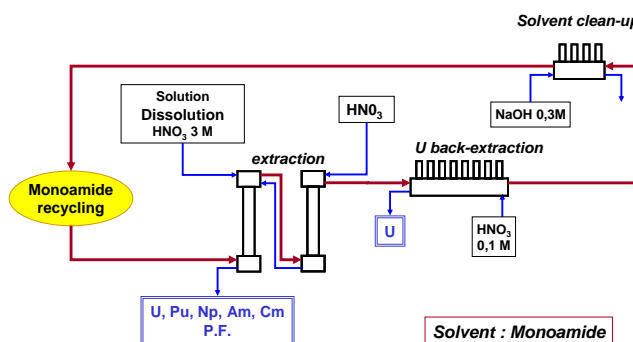 Solvent clean-up
Solution
Dissolution
HNO₃ 3 M
HN0₃
NaOH 0,3M
extraction
U back-extraction
Monoamide
recycling
U
HNO₃
0,1 M
U, Pu, Np, Am, Cm
P.F.
Solvent : Monoamide